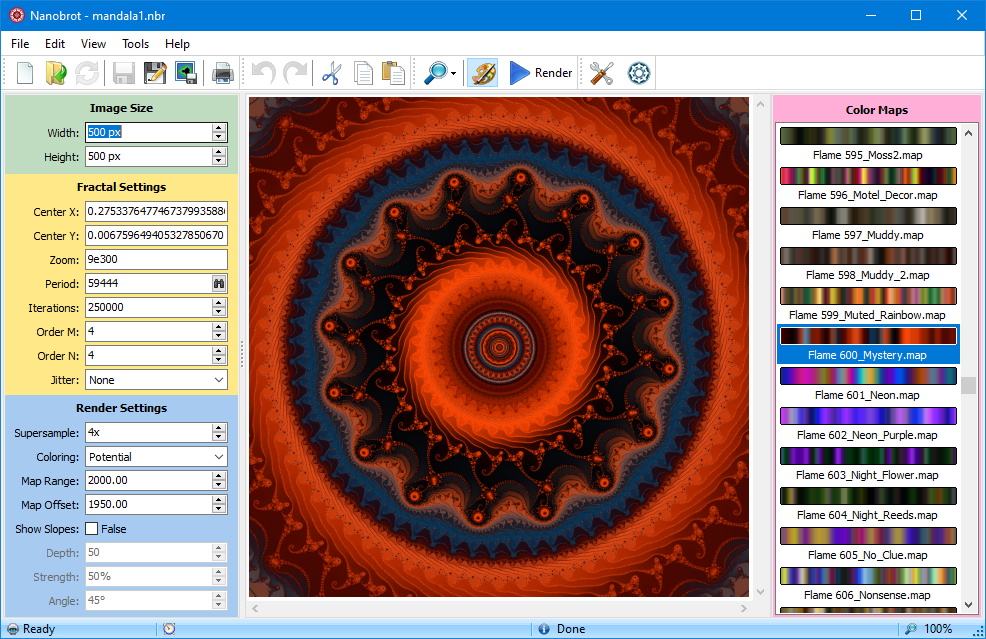 Nanobrot - mandala1.nbr
File Edit View Tools Help
Render
Image Size
Width: 500 px
Height: 500 px
Fractal Settings
Center X: 0.2753376477467379935886
Center Y: 0.006759649405327850670
Zoom: 9e300
Period: 59444
Iterations: 250000
Order M: 4
Order N: 4
Jitter: None
Render Settings
Supersample: 4x
Coloring: Potential
Map Range: 2000.00
Map Offset: 1950.00
Show Slopes: False
Depth: 50
Strength: 50%
Angle: 45°
Color Maps
Flame 595_Moss2.map
Flame 596_Motel_Decor.map
Flame 597_Muddy.map
Flame 598_Muddy_2.map
Flame 599_Muted_Rainbow.map
Flame 600_Mystery.map
Flame 601_Neon.map
Flame 602_Neon_Purple.map
Flame 603_Night_Flower.map
Flame 604_Night_Reeds.map
Flame 605_No_Clue.map
Flame 606_Nonsense.map
Ready
Done
100%